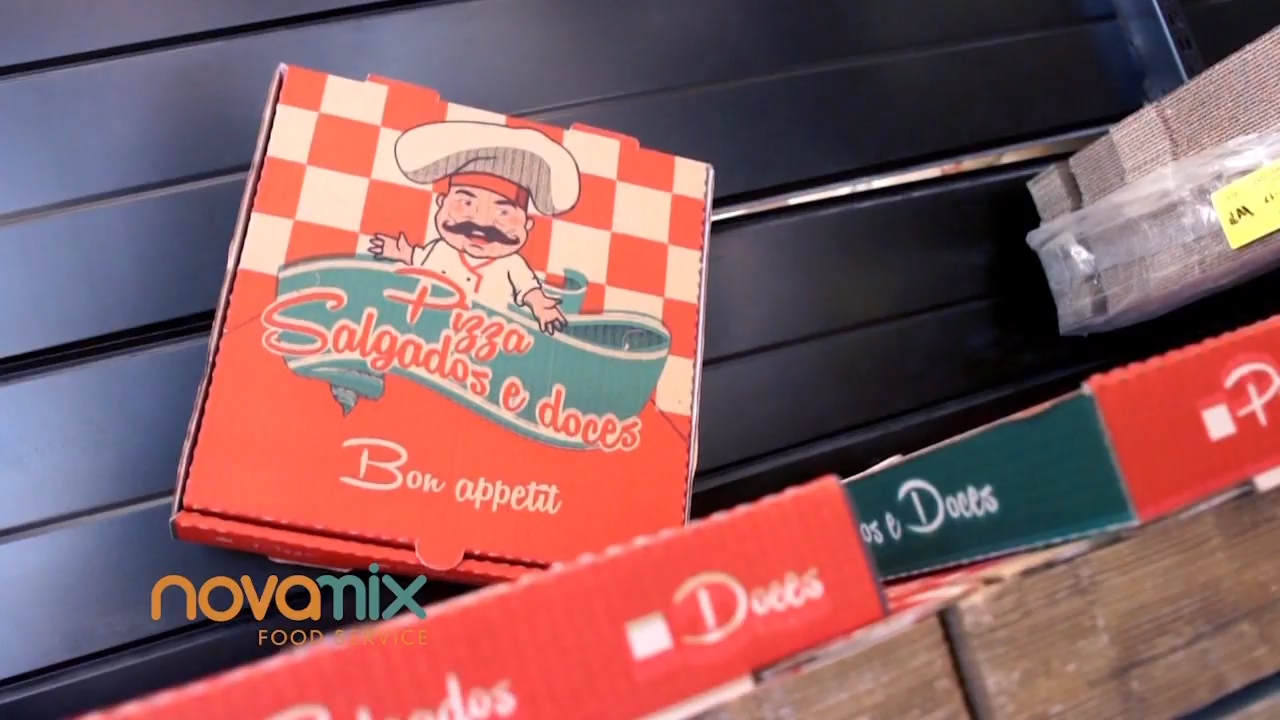 Pizza
Salgados e doces
Bon appetit
os e Doces
Doces
novamix
FOOD SERVICE